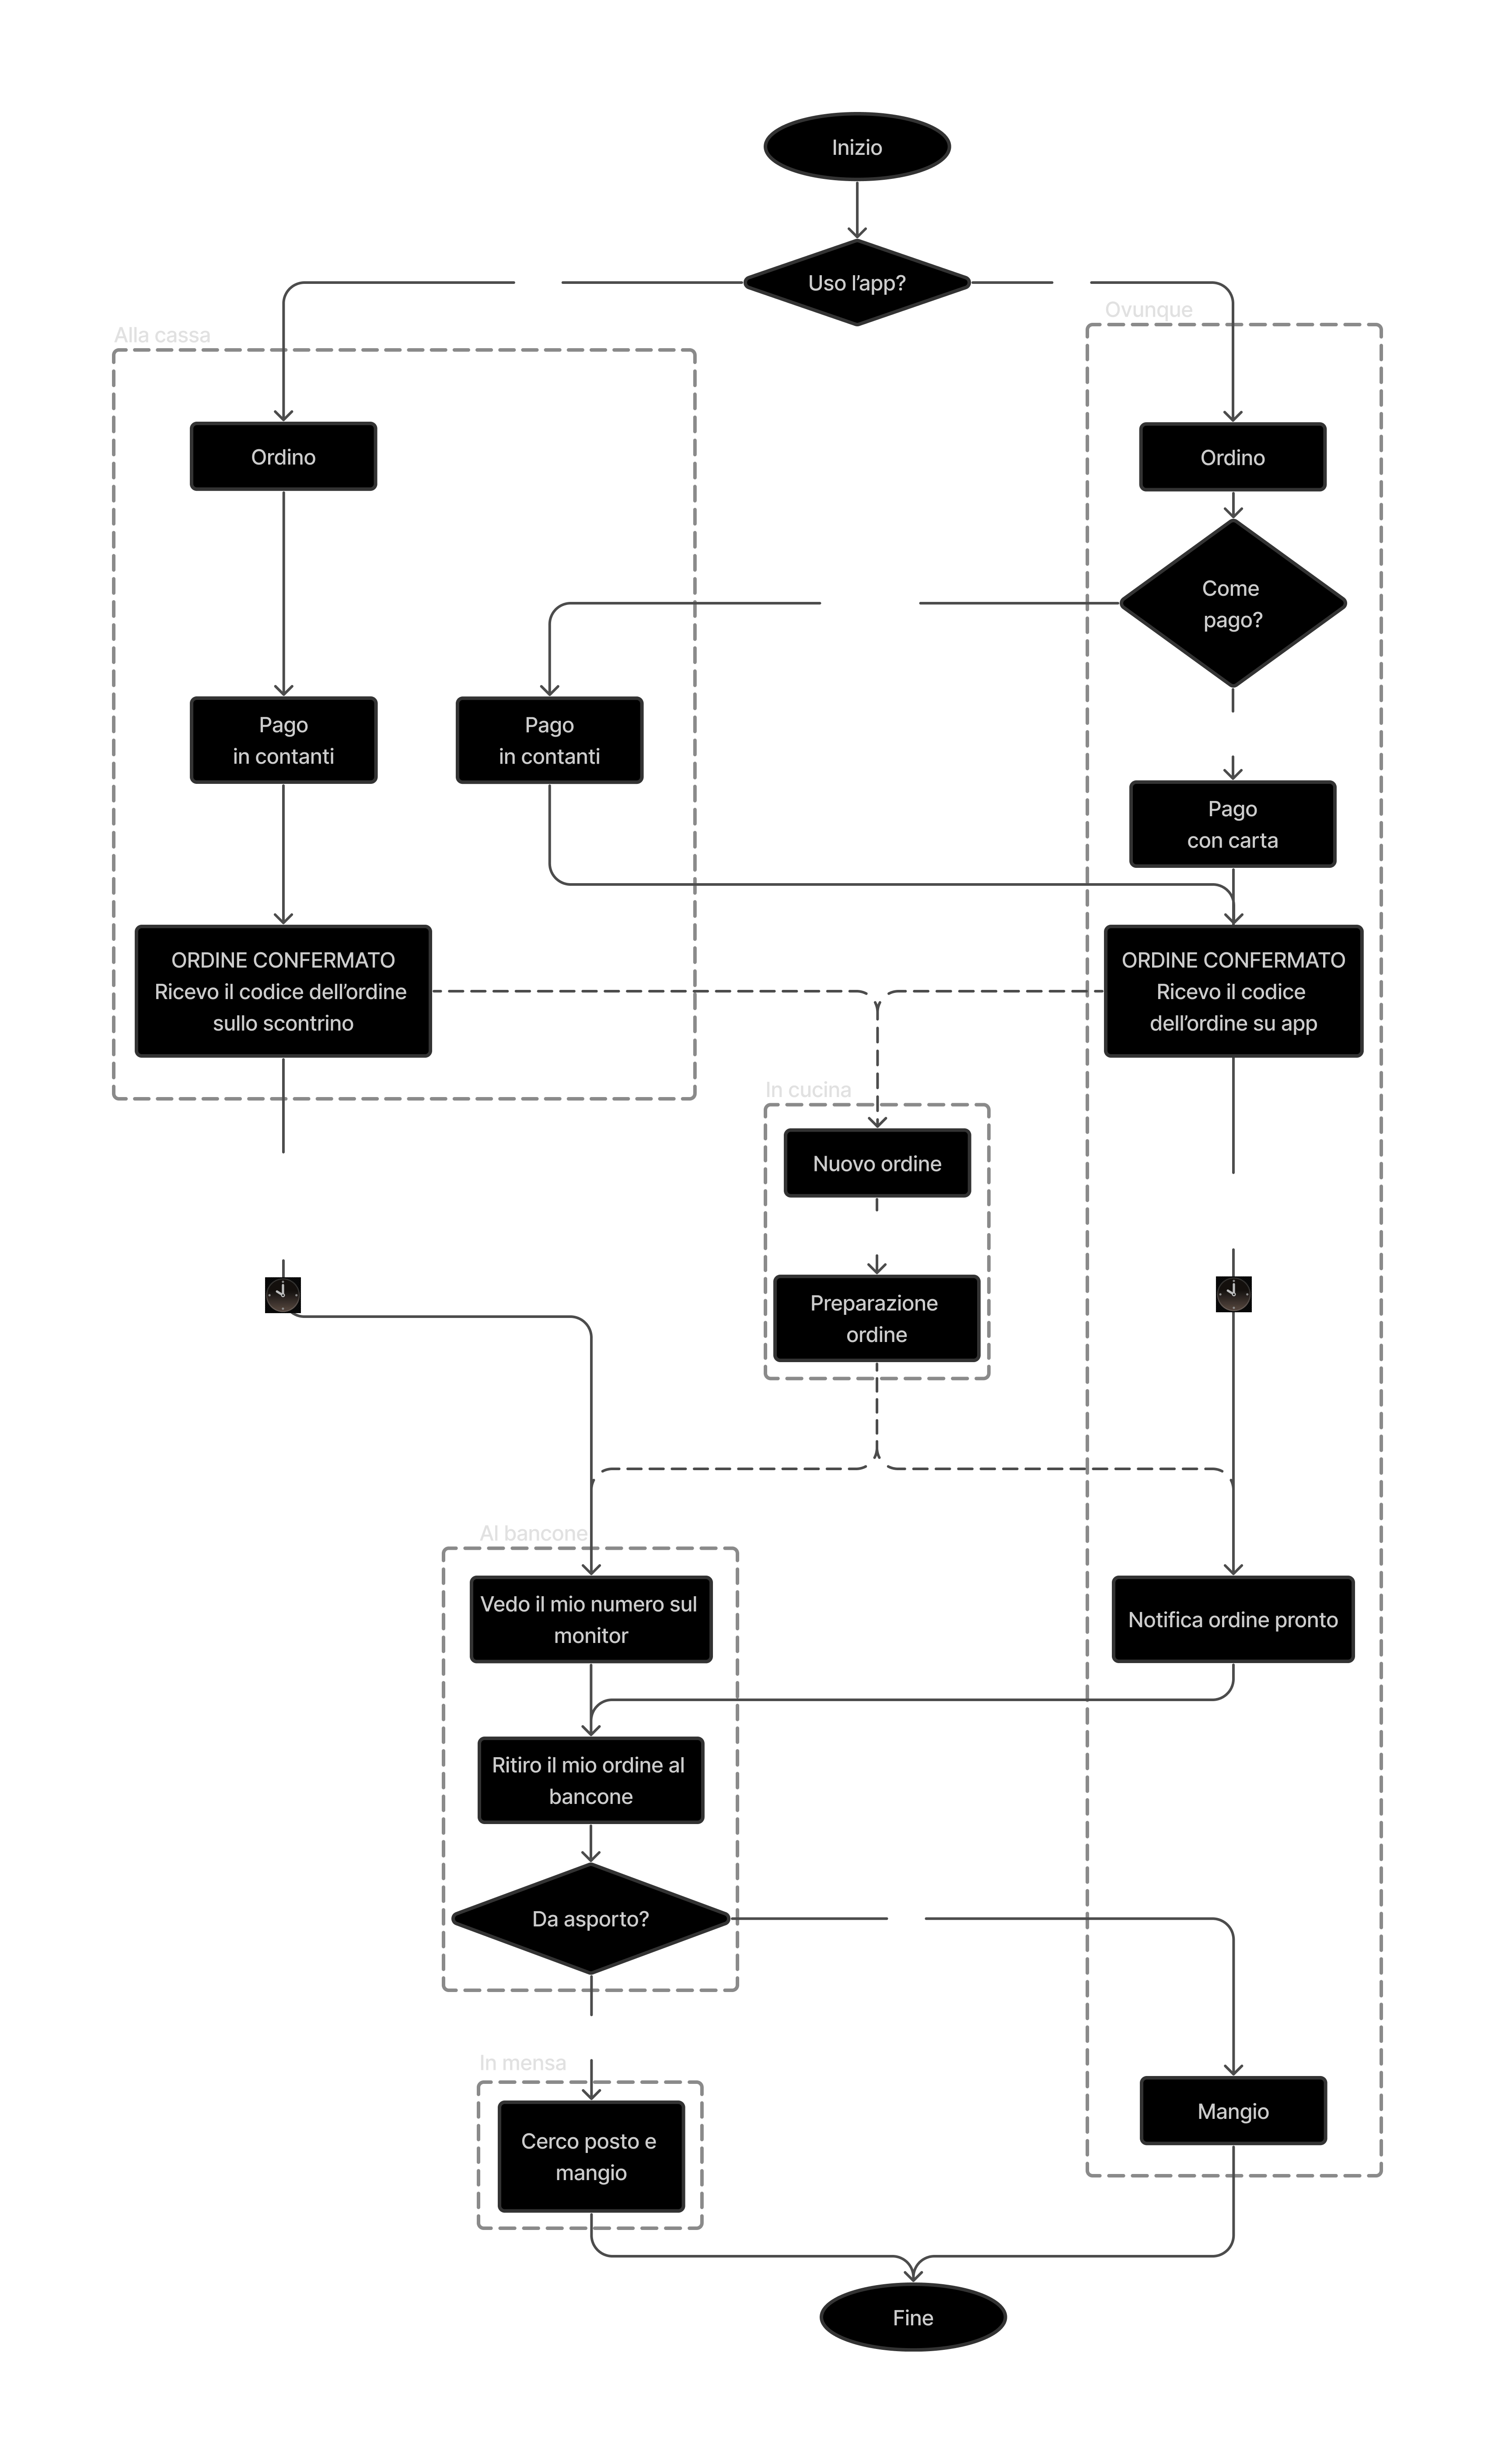 Inizio
Uso l’app?
Alla cassa
Ovunque
Ordino
Ordino
Come
pago?
Pago
in contanti
Pago
in contanti
Pago
con carta
ORDINE CONFERMATO
Ricevo il codice dell’ordine
sullo scontrino
ORDINE CONFERMATO
Ricevo il codice
dell’ordine su app
In cucina
Nuovo ordine
Preparazione
ordine
Al bancone
Vedo il mio numero sul
monitor
Notifica ordine pronto
Ritiro il mio ordine al
bancone
Da asporto?
In mensa
Cerco posto e
mangio
Mangio
Fine